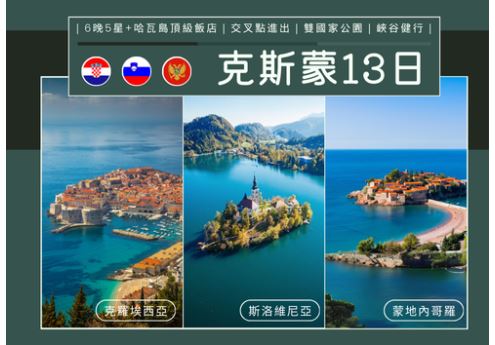 | 6晚5星+哈瓦島頂級飯店 | 交叉點進出 | 雙國家公園 | 峽谷健行 |
克斯蒙13日
克羅埃西亞
斯洛維尼亞
蒙地內哥羅